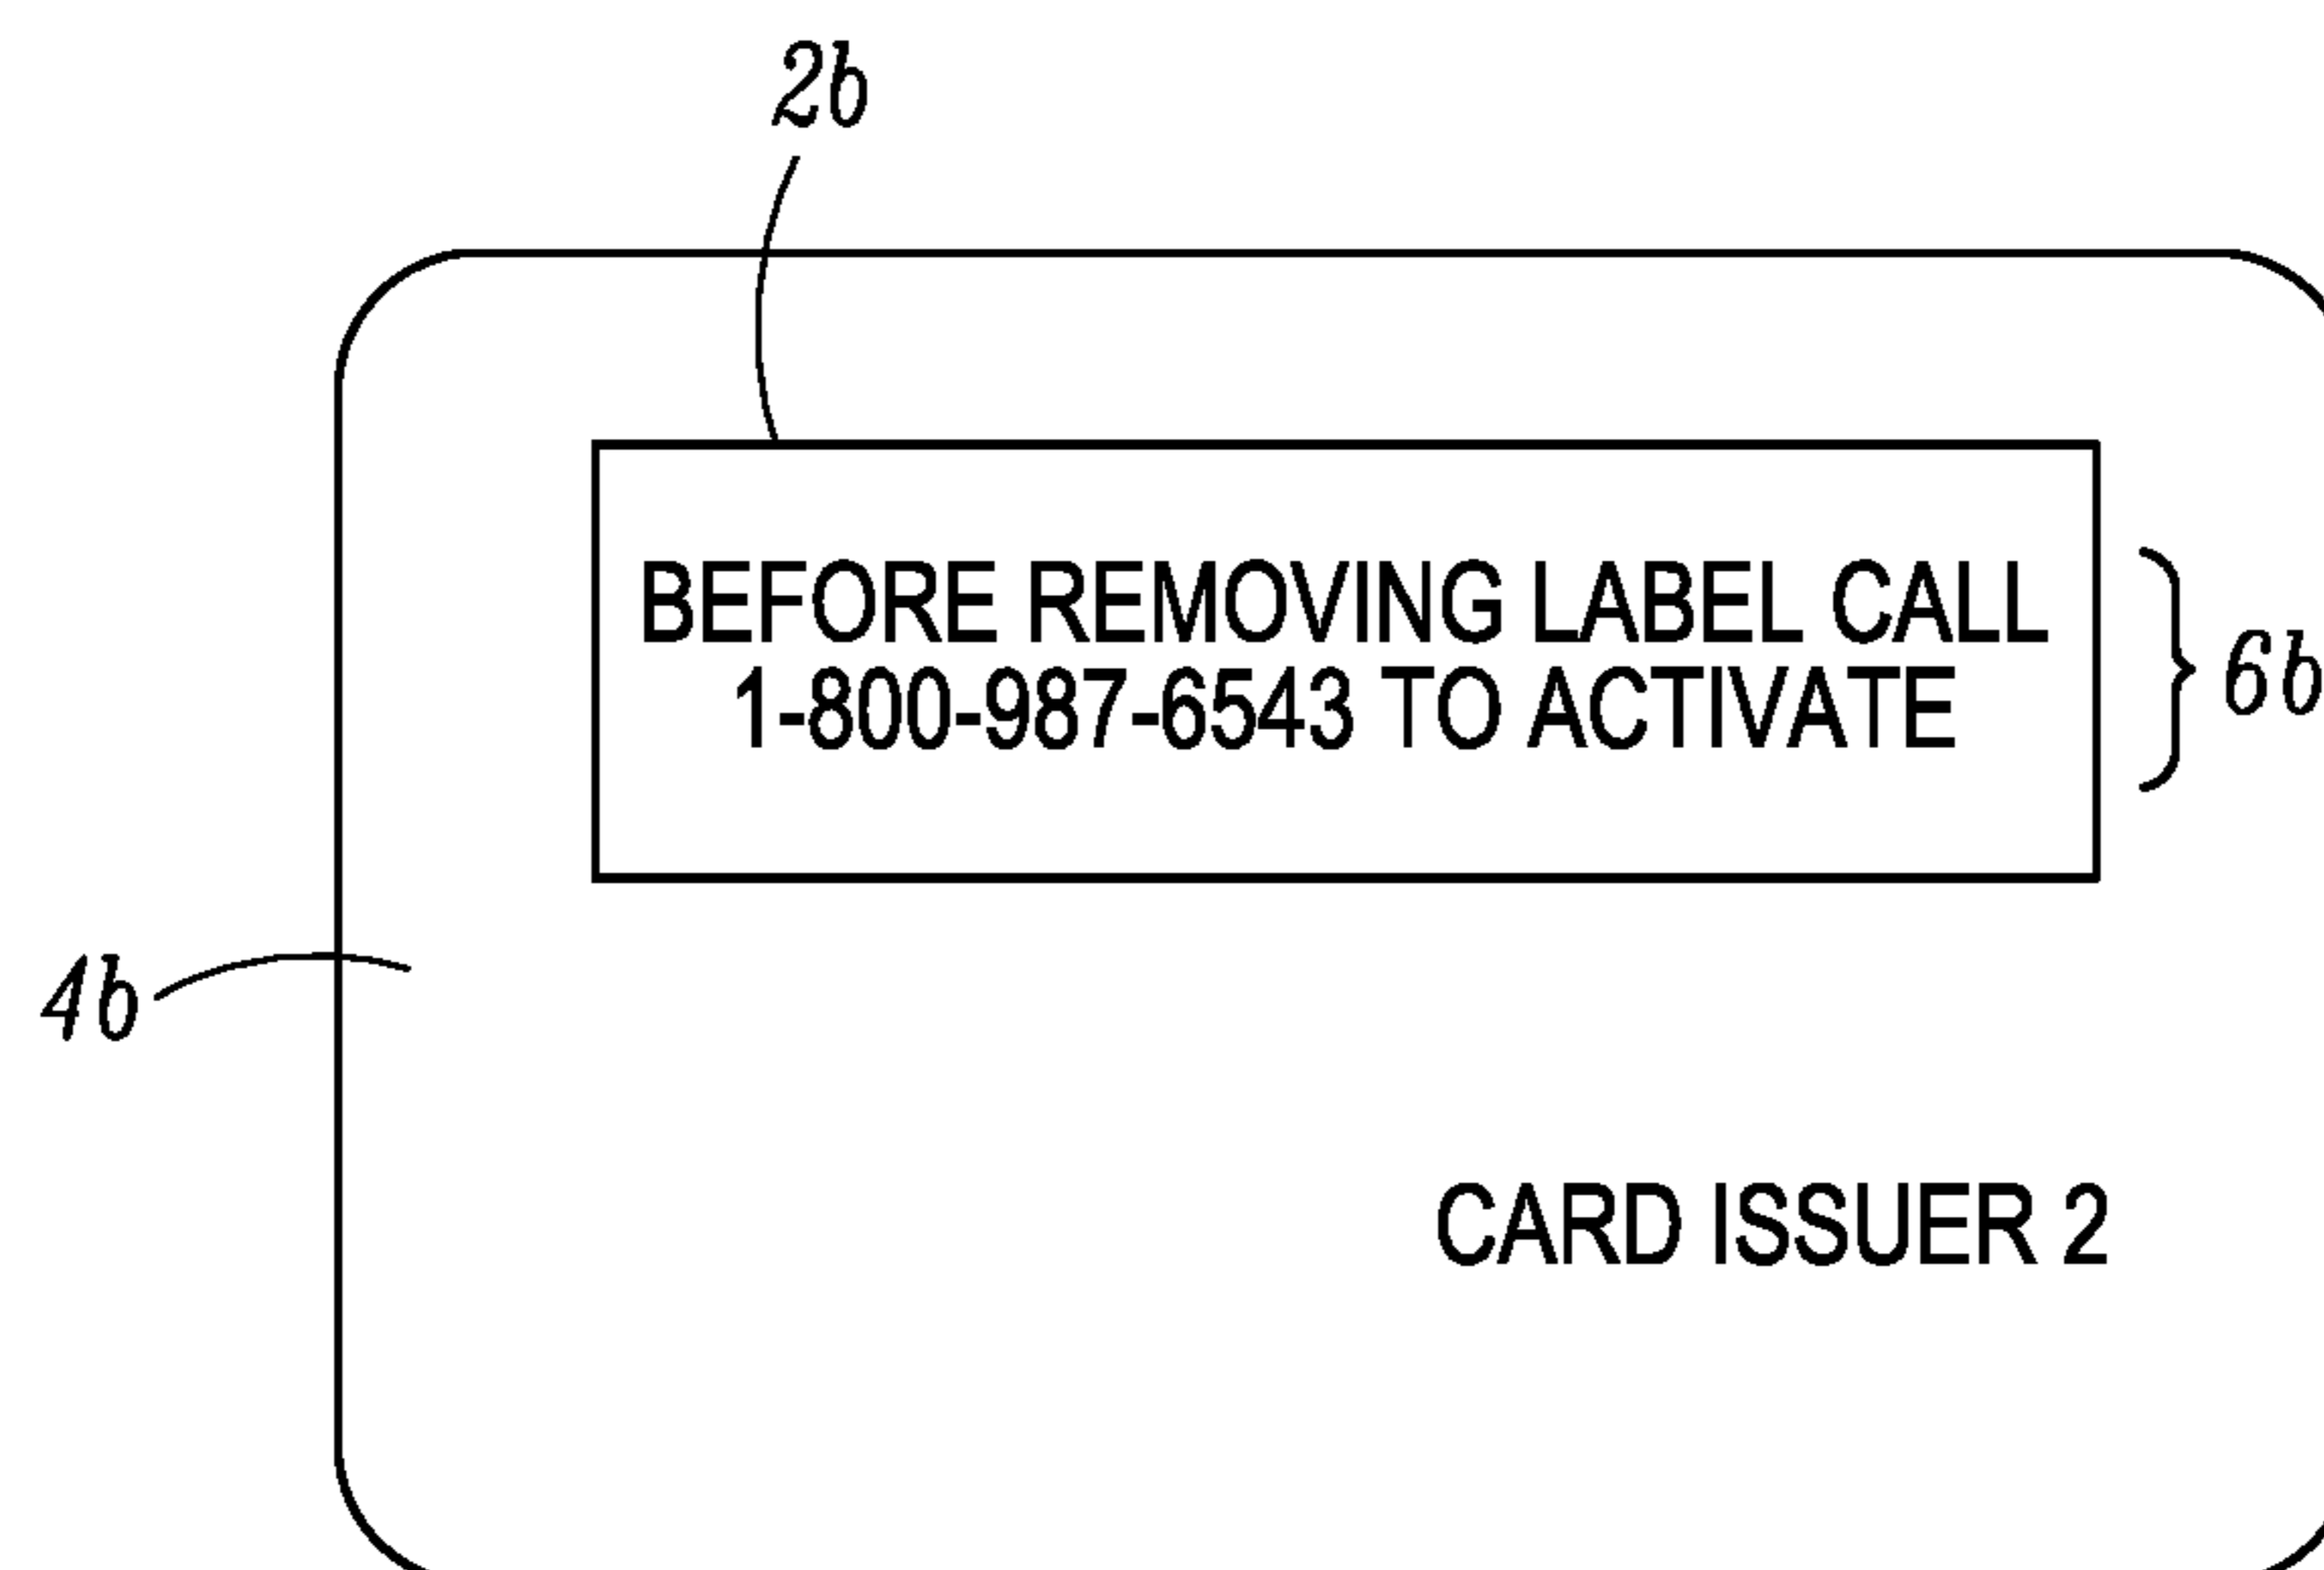 2b
BEFORE REMOVING LABEL CALL
1-800-987-6543 TO ACTIVATE
6b
4b
CARD ISSUER 2